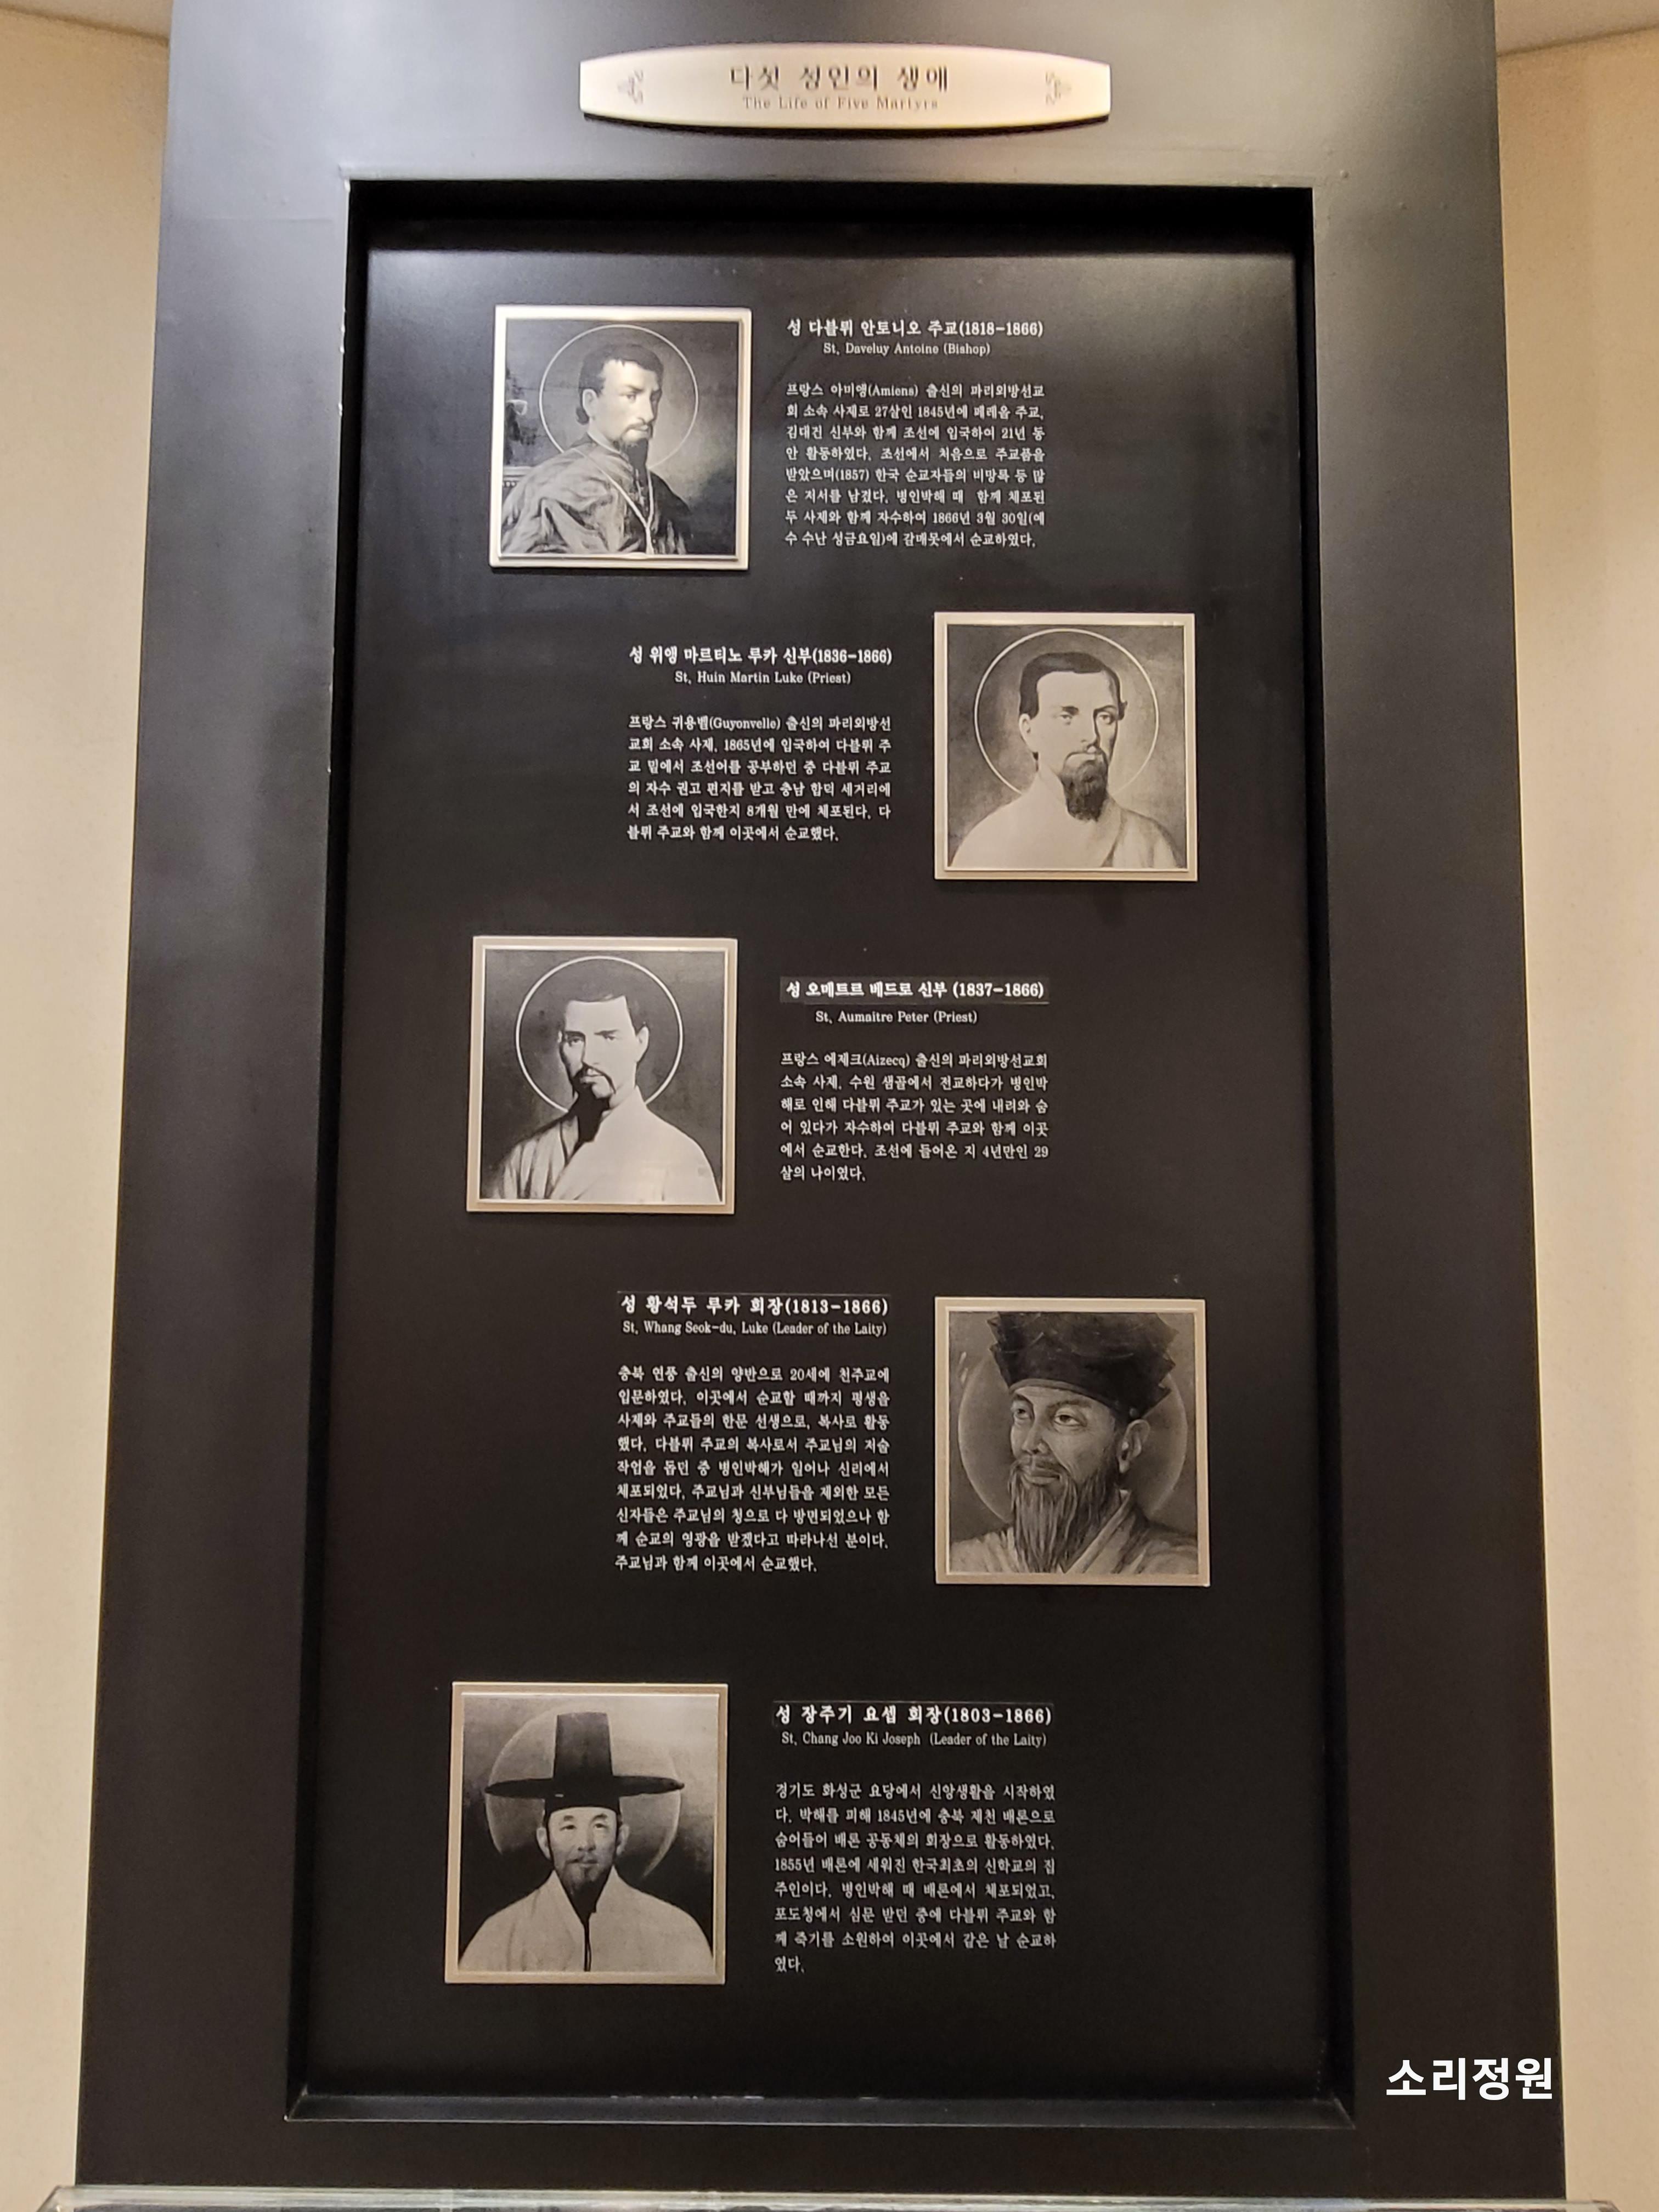 다섯 성인의 생애
The Life of Five Martyrs
성 다블뤼 안토니오 주교(1818-1866)
St. Daveluy Antoine (Bishop)
프랑스 아미앵(Amiens) 출신의 파리외방선교
회 소속 사제로 27살인 1845년에 페레올 주교,
김대건 신부와 함께 조선에 입국하여 21년 동
안 활동하였다. 조선에서 처음으로 주교품을
받았으며(1857) 한국 순교자들의 비망록 등 많
은 저서를 남겼다. 병인박해 때 함께 체포된
두 사제와 함께 자수하여 1866년 3월 30일(예
수 수난 성금요일)에 갈매못에서 순교하였다.
성 위앵 마르티노 루카 신부(1836-1866)
St. Huin Martin Luke (Priest)
프랑스 귀용벨(Guyonvelle) 출신의 파리외방선
교회 소속 사제. 1865년에 입국하여 다블뤼 주
교 밑에서 조선어를 공부하던 중 다블뤼 주교
의 자수 권고 편지를 받고 충남 합덕 세거리에
서 조선에 입국한지 8개월 만에 체포된다. 다
블뤼 주교와 함께 이곳에서 순교했다.
성 오메트르 베드로 신부 (1837-1866)
St. Aumaitre Peter (Priest)
프랑스 에제크(Aizecq) 출신의 파리외방선교회
소속 사제. 수원 샘골에서 전교하다가 병인박
해로 인해 다블뤼 주교가 있는 곳에 내려와 숨
어 있다가 자수하여 다블뤼 주교와 함께 이곳
에서 순교한다. 조선에 들어온 지 4년만인 29
살의 나이였다.
성 황석두 루카 회장(1813-1866)
St. Whang Seok-du, Luke (Leader of the Laity)
충북 연풍 출신의 양반으로 20세에 천주교에
입문하였다. 이곳에서 순교할 때까지 평생을
사제와 주교들의 한문 선생으로, 복사로 활동
했다. 다블뤼 주교의 복사로서 주교님의 저술
작업을 돕던 중 병인박해가 일어나 신리에서
체포되었다. 주교님과 신부님들을 제외한 모든
신자들은 주교님의 청으로 다 방면되었으나 함
께 순교의 영광을 받겠다고 따라나선 분이다.
주교님과 함께 이곳에서 순교했다.
성 장주기 요셉 회장(1803-1866)
St. Chang Joo Ki Joseph (Leader of the Laity)
경기도 화성군 요당에서 신앙생활을 시작하였
다. 박해를 피해 1845년에 충북 제천 배론으로
숨어들어 배론 공동체의 회장으로 활동하였다.
1855년 배론에 세워진 한국최초의 신학교의 집
주인이다. 병인박해 때 배론에서 체포되었고,
포도청에서 심문 받던 중에 다블뤼 주교와 함
께 죽기를 소원하여 이곳에서 같은 날 순교하
였다.
소리정원